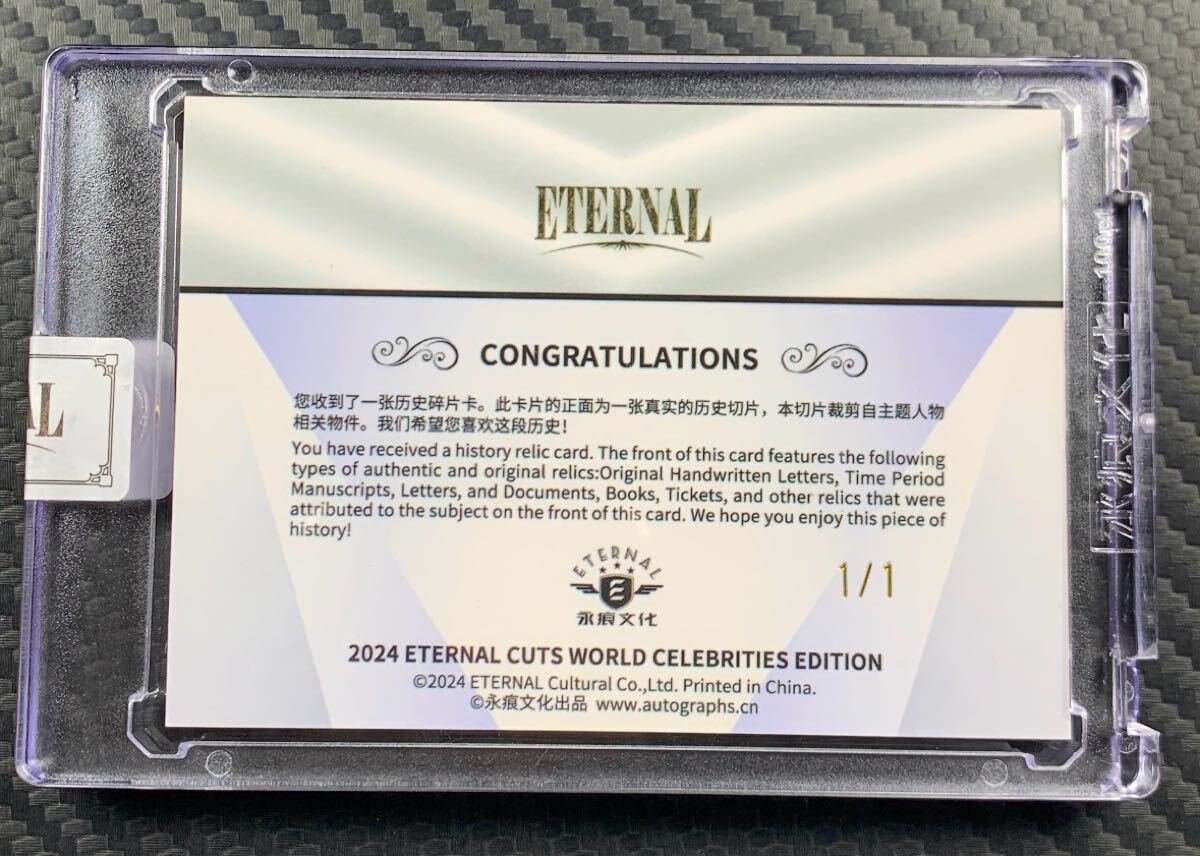 ETERNAL
CONGRATULATIONS
您收到了一张历史碎片卡。此卡片的正面为一张真实的历史切片，本切片裁剪自主题人物
相关物件。我们希望您喜欢这段历史！
You have received a history relic card. The front of this card features the following
types of authentic and original relics:Original Handwritten Letters, Time Period
Manuscripts, Letters, and Documents, Books, Tickets, and other relics that were
attributed to the subject on the front of this card. We hope you enjoy this piece of
history!
ETERNAL
永痕文化
1/1
2024 ETERNAL CUTS WORLD CELEBRITIES EDITION
©2024 ETERNAL Cultural Co.,Ltd. Printed in China.
©永痕文化出品 www.autographs.cn
AL
100pt
永痕文化